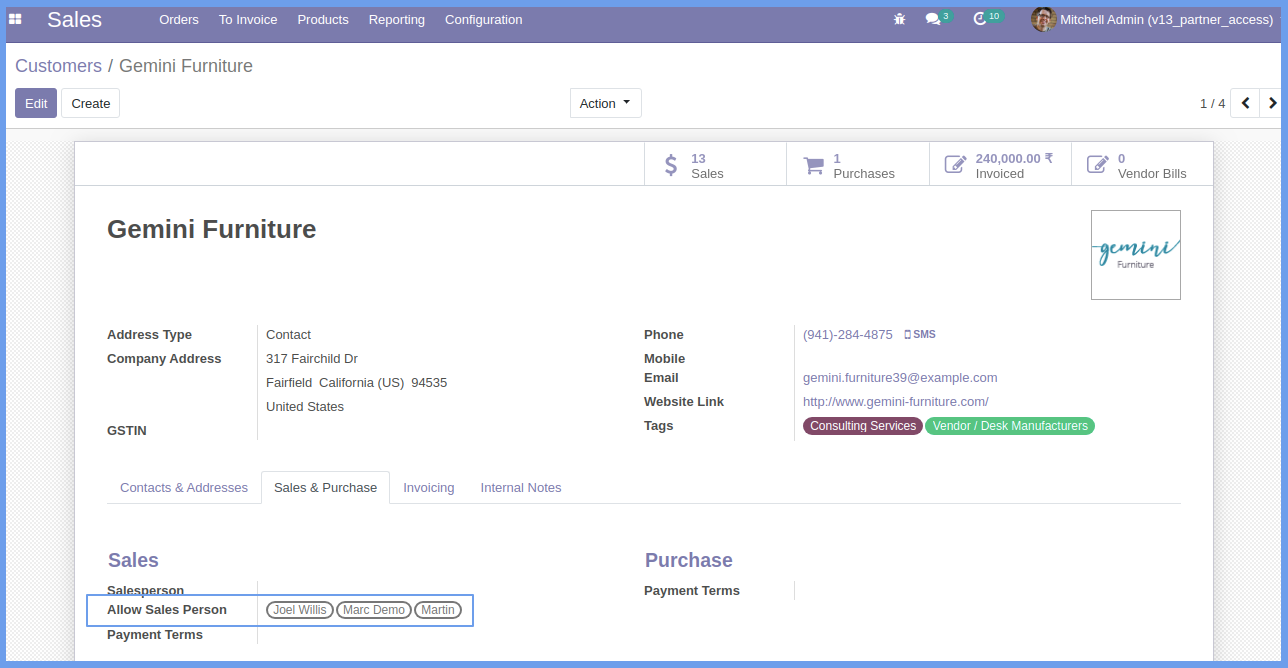 Sales Orders To Invoice Products Reporting Configuration 3 10 Mitchell Admin (v13_partner_access)
Customers / Gemini Furniture
Edit Create Action 1 / 4
13 Sales
1 Purchases
240,000.00 ₹ Invoiced
0 Vendor Bills
Gemini Furniture
gemini
Furniture
Address Type Contact
Company Address 317 Fairchild Dr
Fairfield California (US) 94535
United States
GSTIN
Phone (941)-284-4875 SMS
Mobile
Email gemini.furniture39@example.com
Website Link http://www.gemini-furniture.com/
Tags Consulting Services Vendor / Desk Manufacturers
Contacts & Addresses Sales & Purchase Invoicing Internal Notes
Sales
Salesperson
Allow Sales Person Joel Willis Marc Demo Martin
Payment Terms
Purchase
Payment Terms